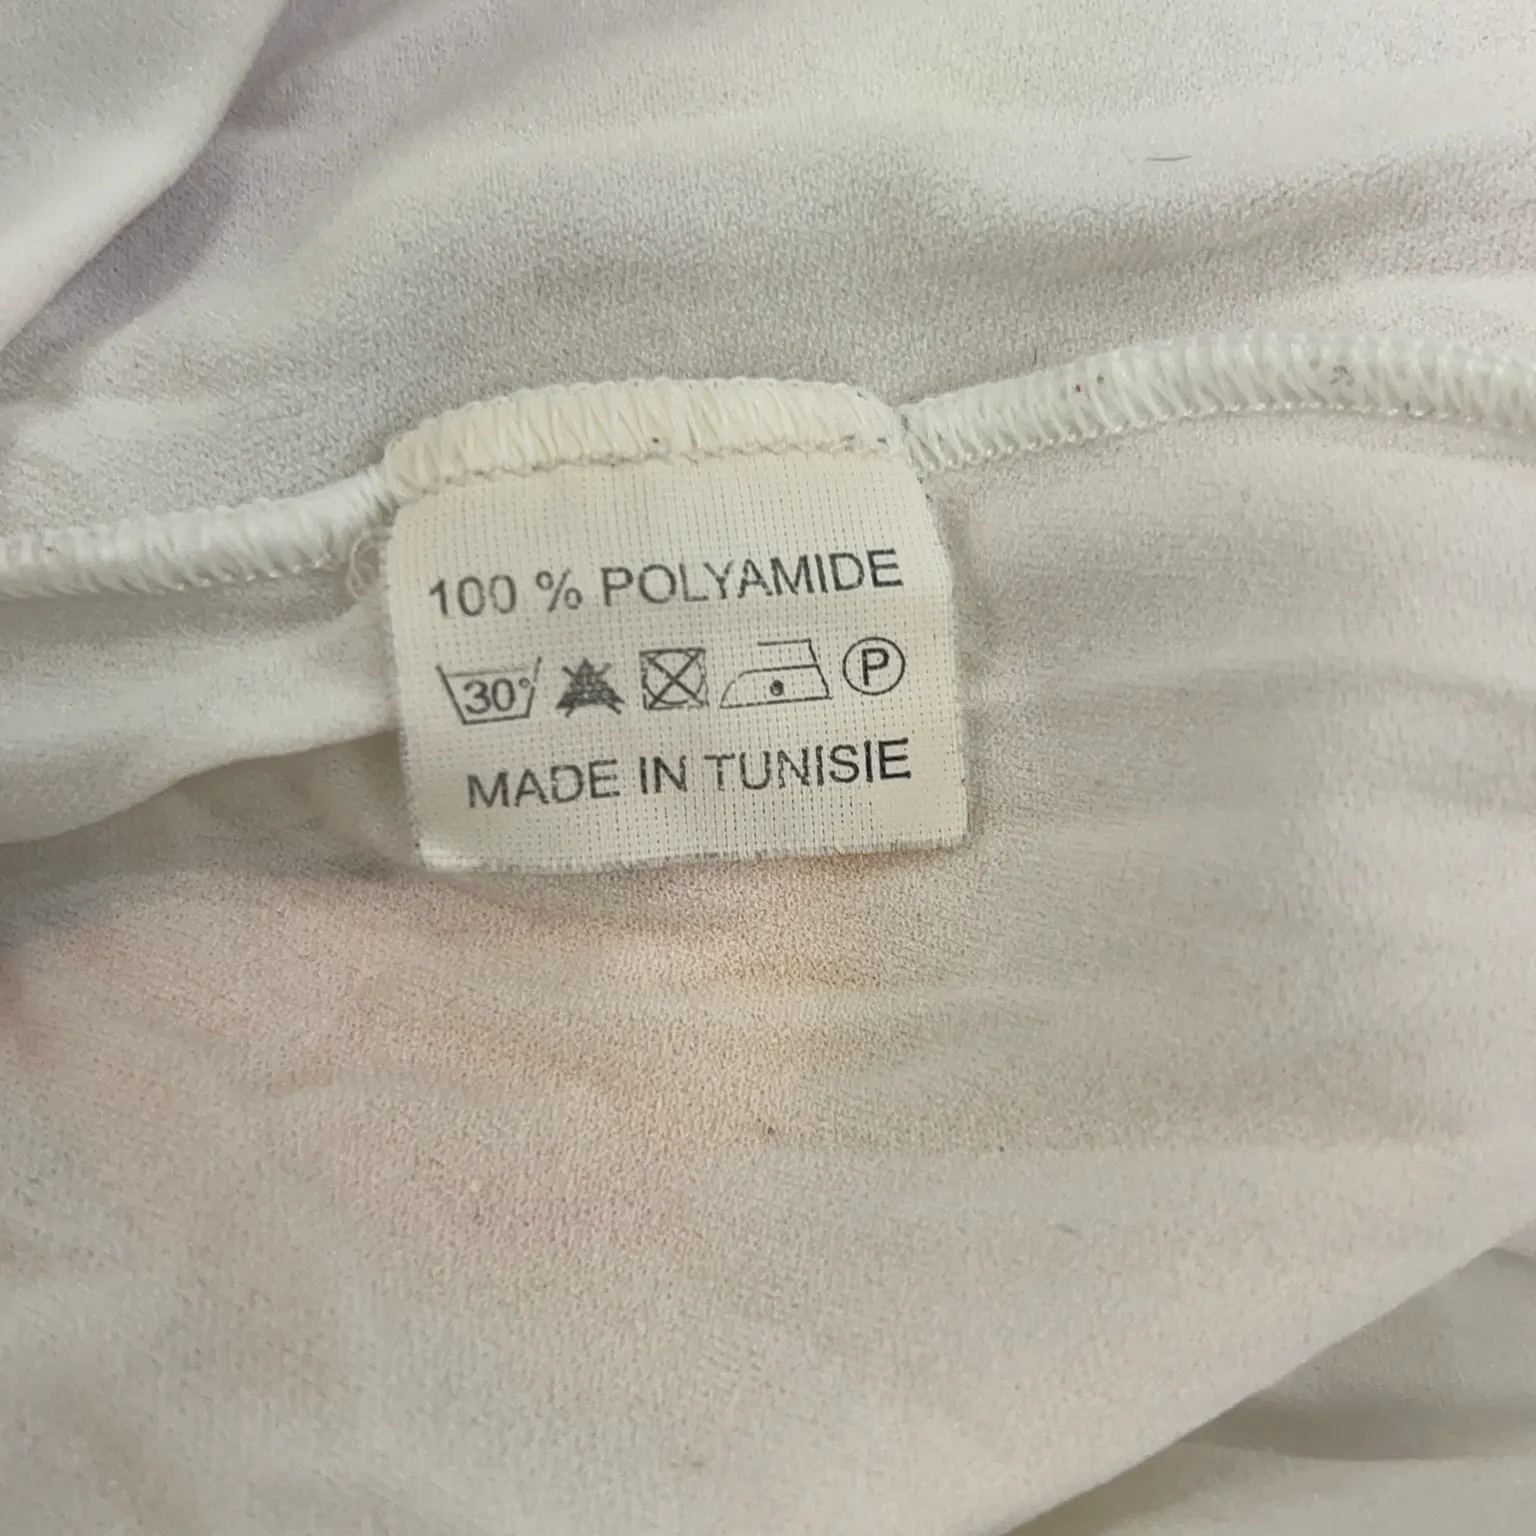 100 % POLYAMIDE
30° P
MADE IN TUNISIE